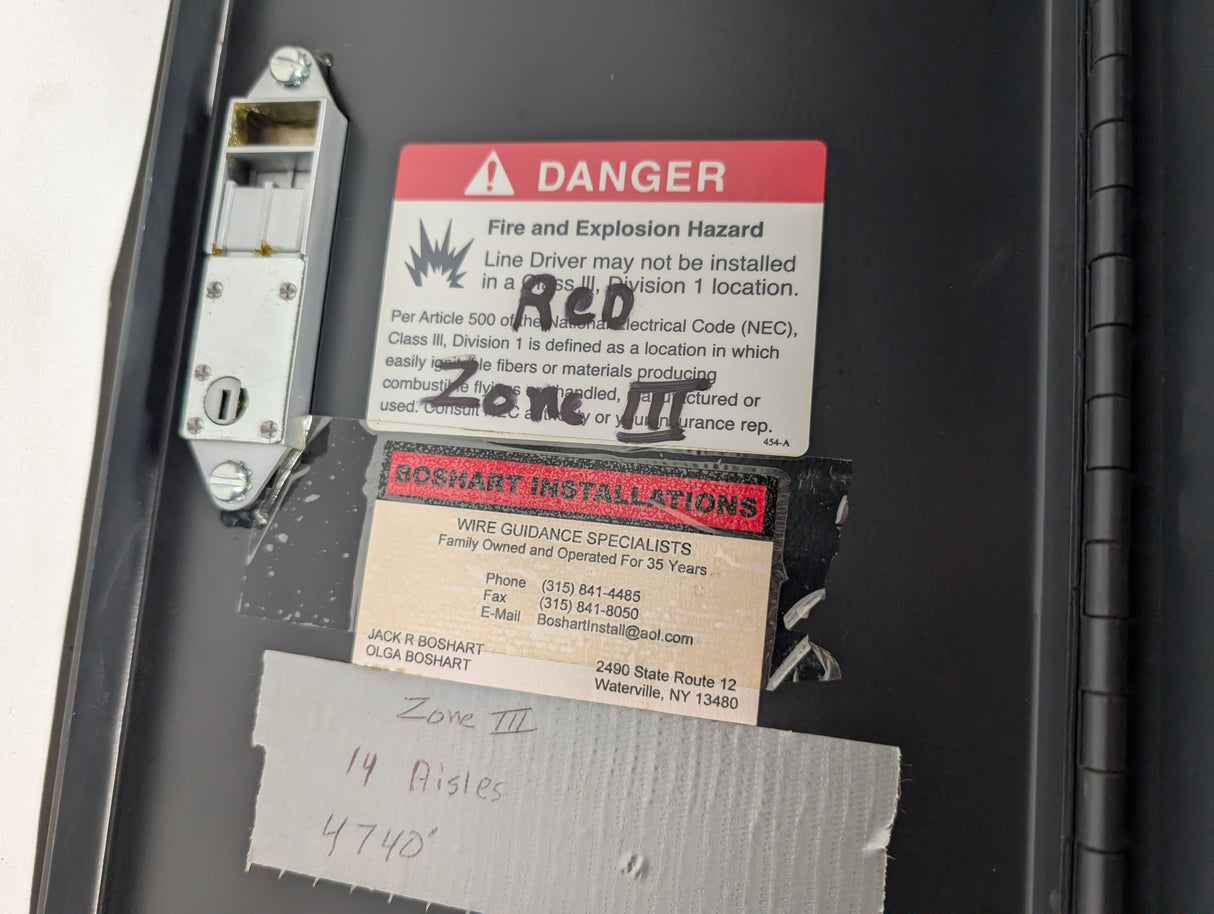 DANGER
Fire and Explosion Hazard
Line Driver may not be installed
in a Class III, Division 1 location.
Red
Per Article 500 of the National Electrical Code (NEC),
Class III, Division 1 is defined as a location in which
easily ignitable fibers or materials producing
combustible flyings are handled, manufactured or
used. Consult NEC authority or your insurance rep.
Zone III
454-A
BOSHART INSTALLATIONS
WIRE GUIDANCE SPECIALISTS
Family Owned and Operated For 35 Years
Phone (315) 841-4485
Fax (315) 841-8050
E-Mail BoshartInstall@aol.com
JACK R BOSHART
OLGA BOSHART
2490 State Route 12
Waterville, NY 13480
Zone III
14 Aisles
4740'